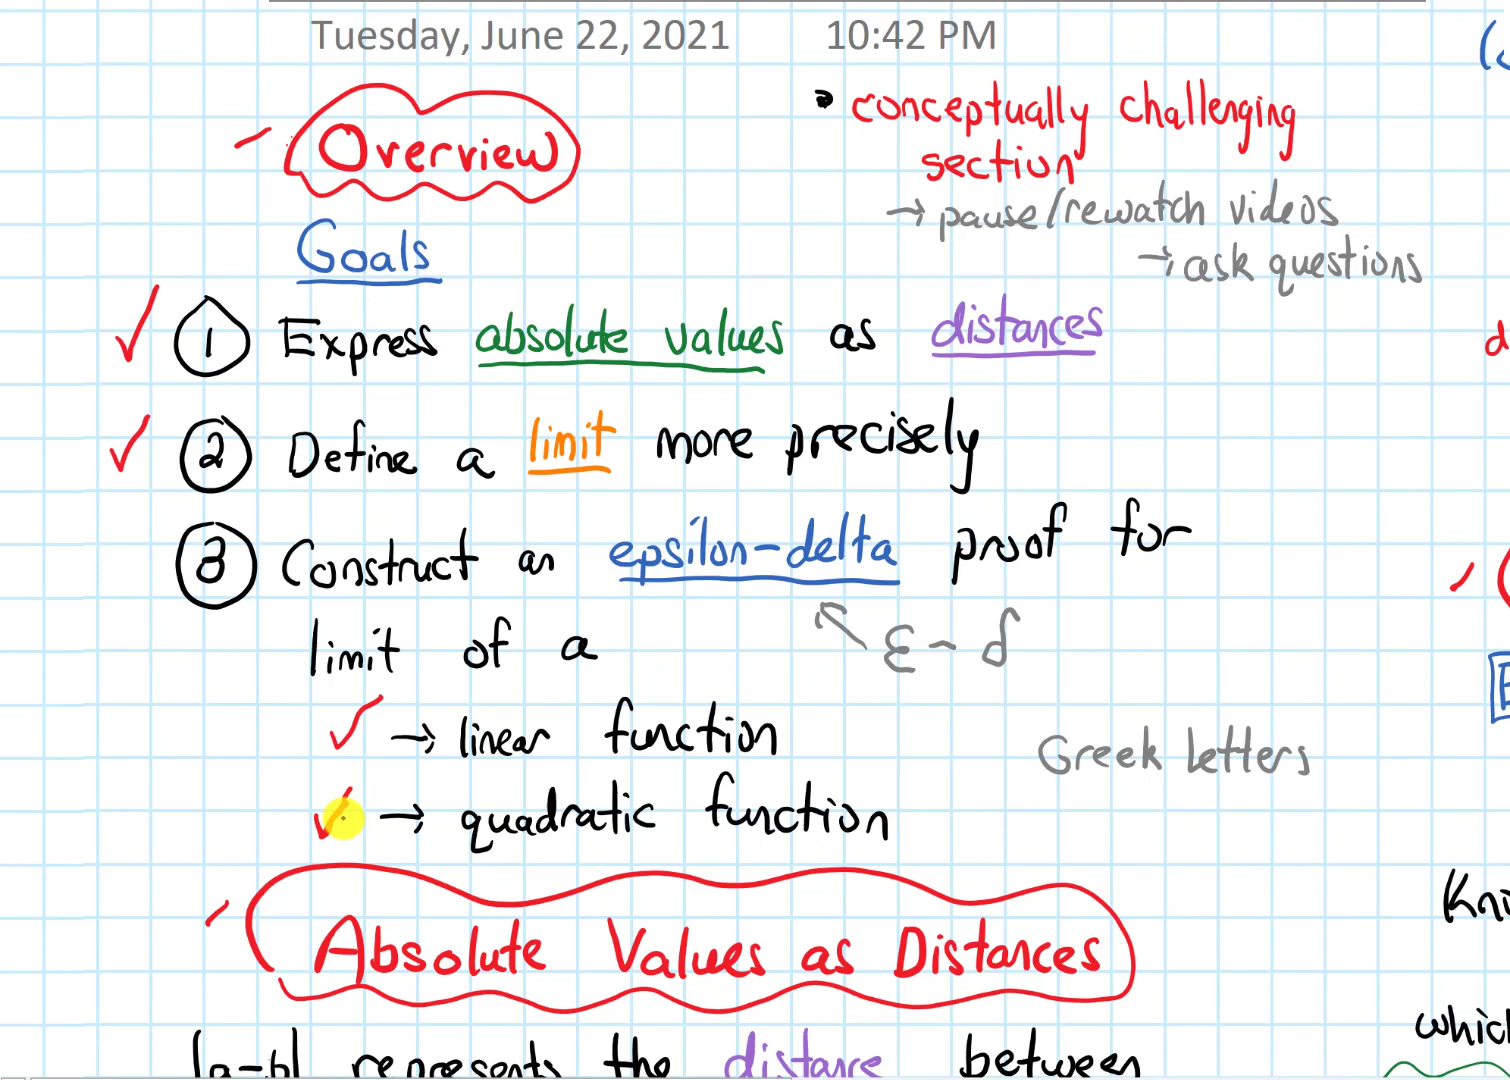 Tuesday, June 22, 2021 10:42 PM
Overview
• conceptually challenging
section
→ pause/rewatch videos
→ ask questions
Goals
① Express absolute values as distances
② Define a limit more precisely
③ Construct an epsilon-delta proof for
limit of a
ε - δ
→ linear function
Greek letters
→ quadratic function
Absolute Values as Distances
|a-b| represents the distance between